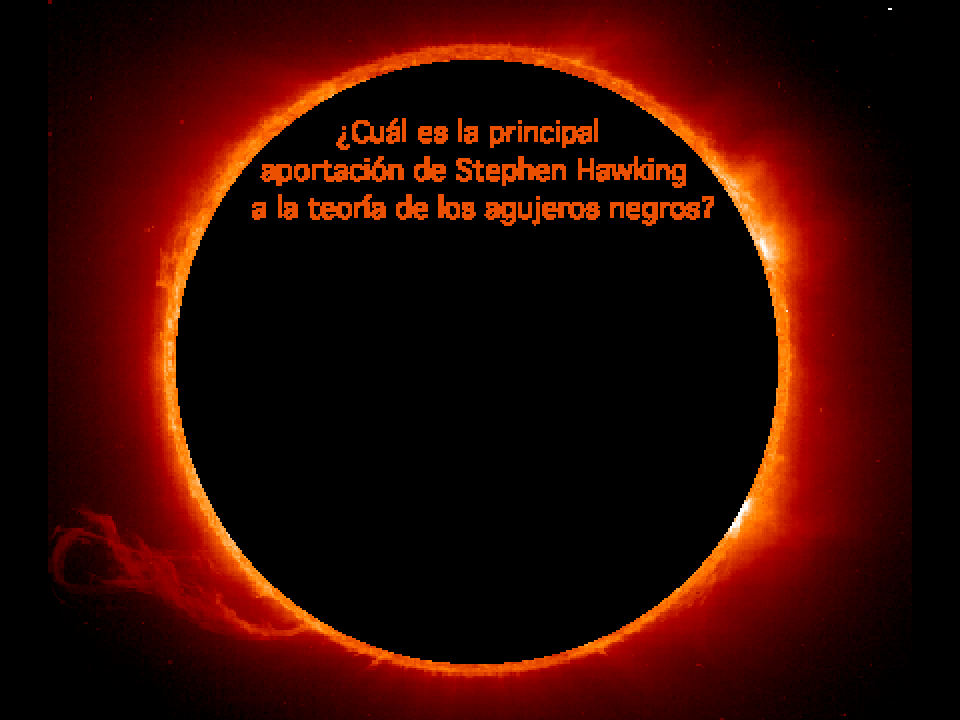 ¿Cuál es la principal
aportación de Stephen Hawking
a la teoría de los agujeros negros?